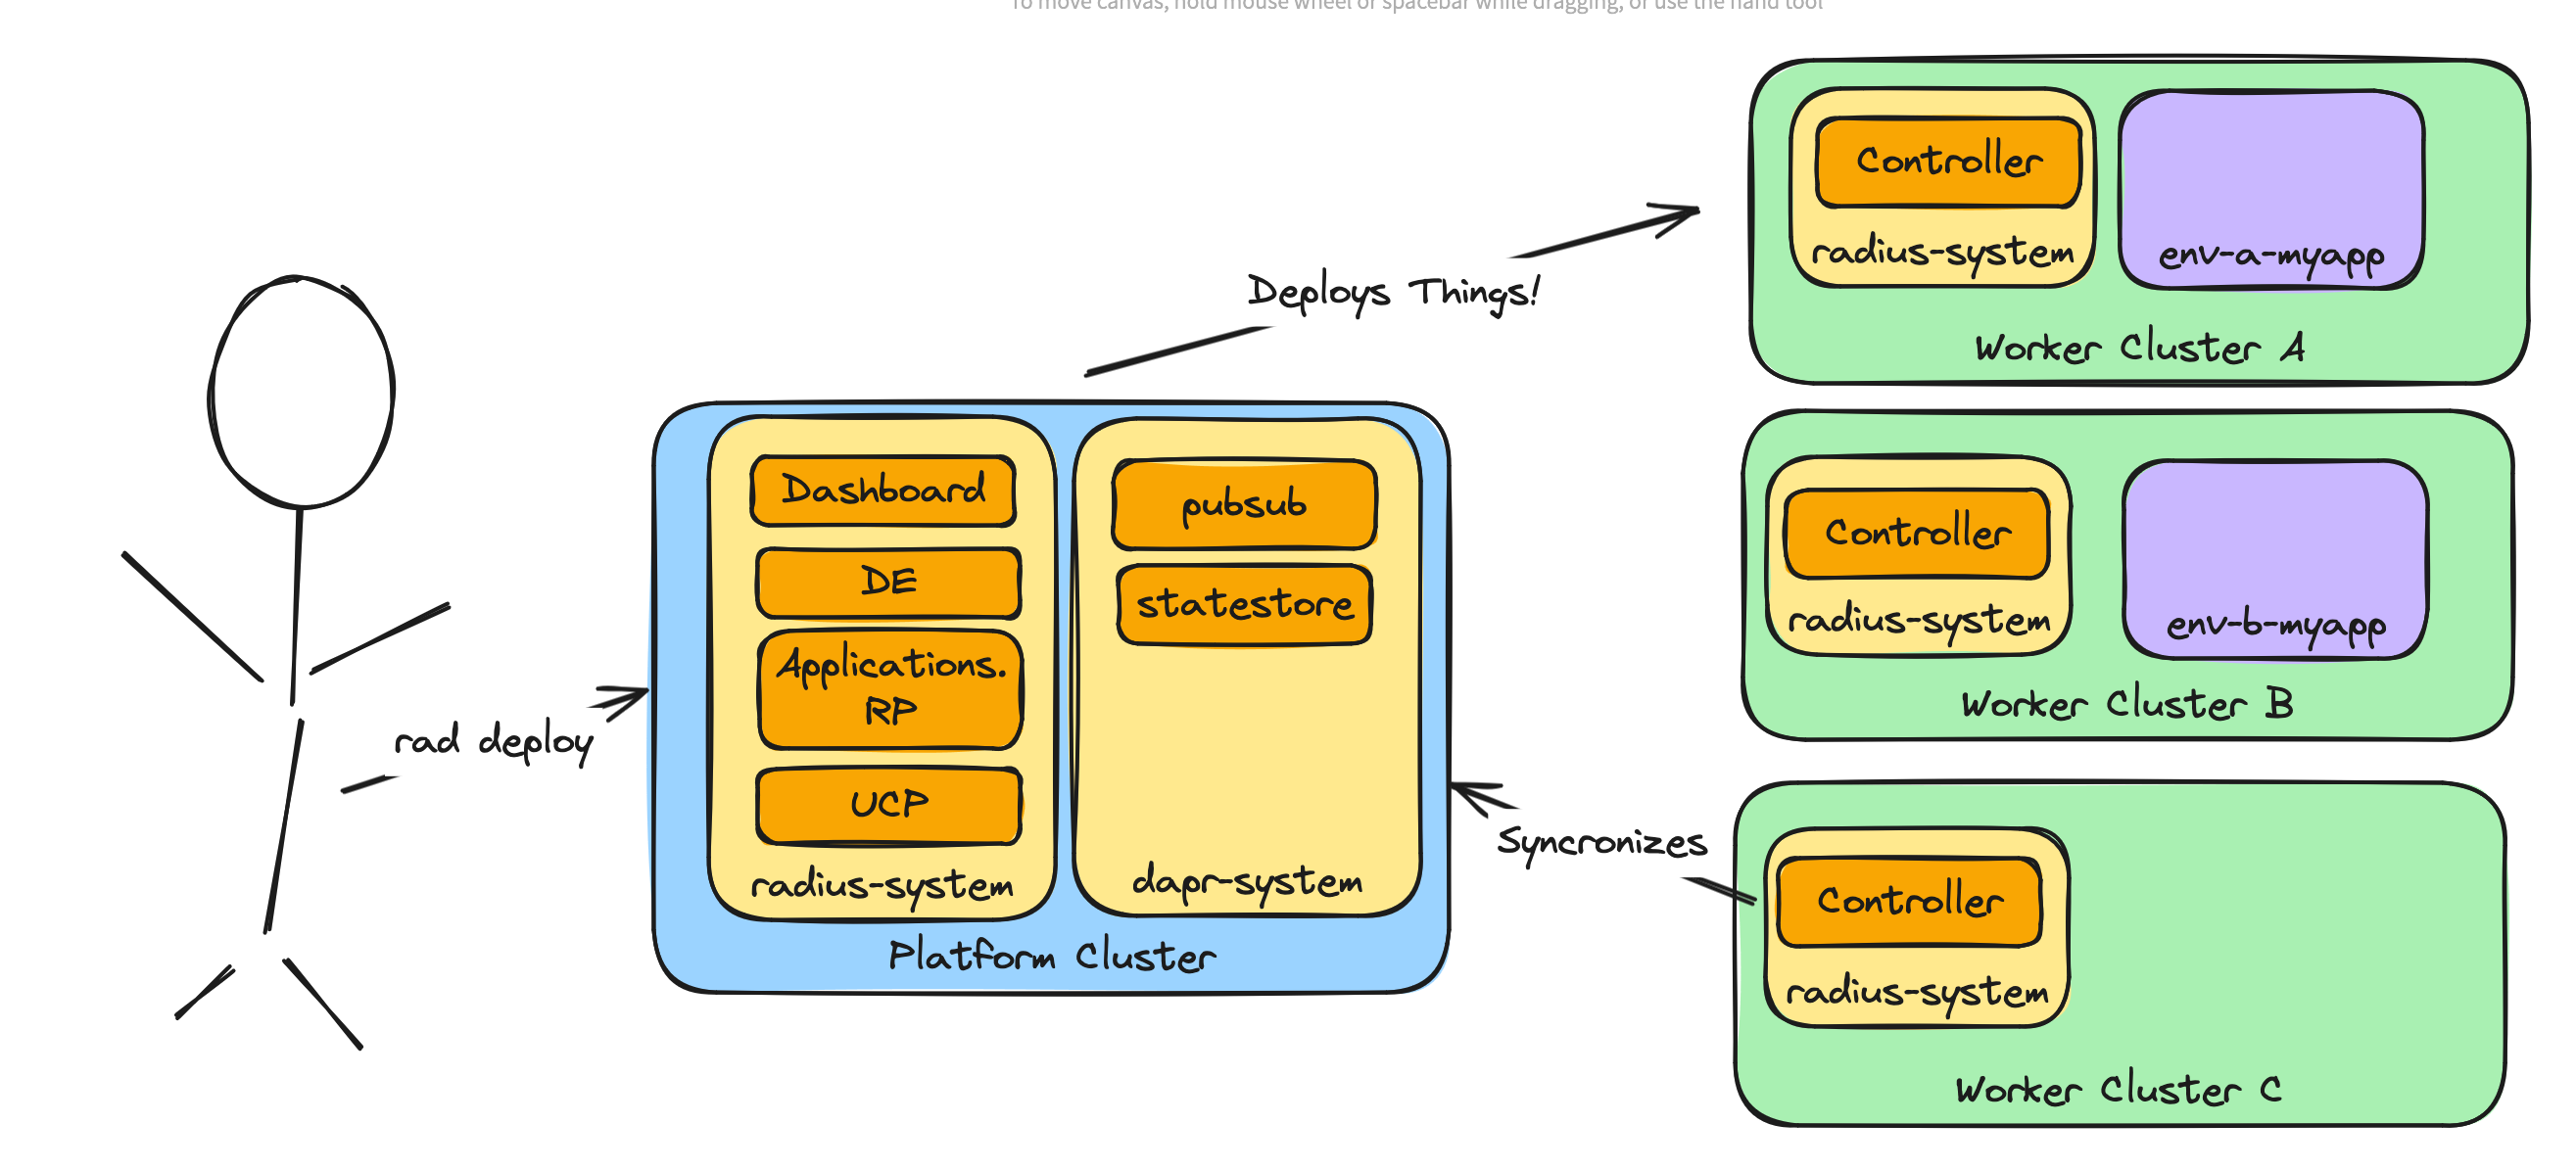 To move canvas, hold mouse wheel or spacebar while dragging, or use the hand tool
rad deploy
Dashboard
DE
Applications.
RP
UCP
radius-system
pubsub
statestore
dapr-system
Platform Cluster
Deploys Things!
Syncronizes
Controller
radius-system
env-a-myapp
Worker Cluster A
Controller
radius-system
env-b-myapp
Worker Cluster B
Controller
radius-system
Worker Cluster C